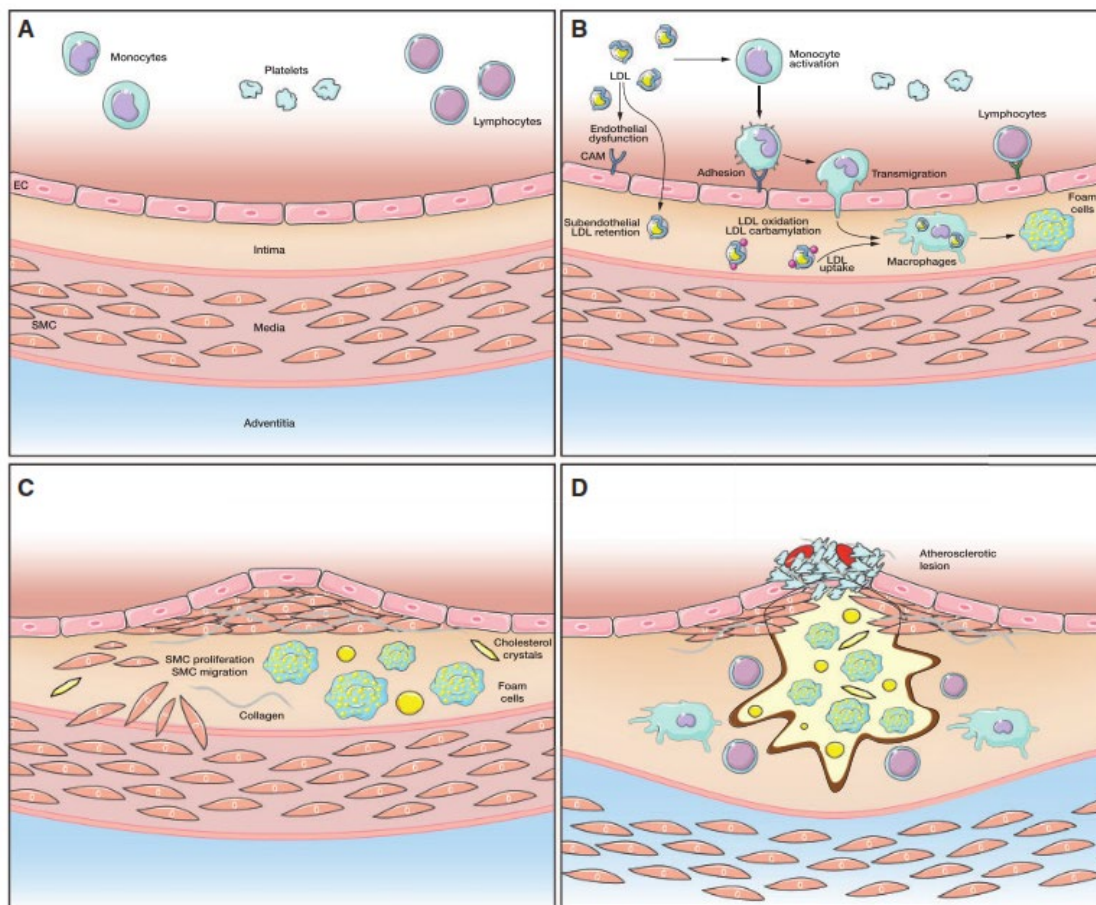 A
Monocytes
Platelets
Lymphocytes
EC
Intima
SMC
Media
Adventitia
B
LDL
Monocyte
activation
Endothelial
dysfunction
CAM
Adhesion
Transmigration
Lymphocytes
Subendothelial
LDL retention
LDL oxidation
LDL carbamylation
LDL
uptake
Macrophages
Foam
cells
C
SMC proliferation
SMC migration
Collagen
Cholesterol
crystals
Foam
cells
D
Atherosclerotic
lesion